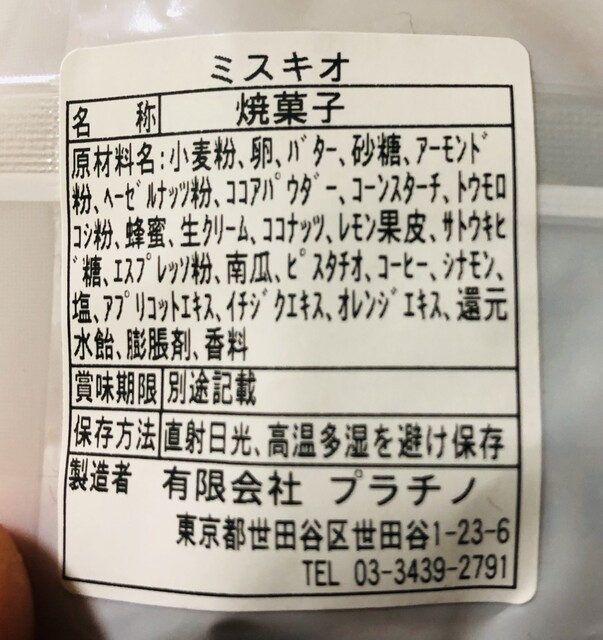 ミスキオ
名 称 焼菓子
原材料名:小麦粉、卵、ﾊﾞﾀｰ、砂糖、ｱｰﾓﾝﾄﾞ
粉、ﾍｰｾﾞﾙﾅｯﾂ粉、ｺｺｱﾊﾟｳﾀﾞｰ、ｺｰﾝｽﾀｰﾁ、ﾄｳﾓﾛ
ｺｼ粉、蜂蜜、生ｸﾘｰﾑ、ｺｺﾅｯﾂ、ﾚﾓﾝ果皮、ｻﾄｳｷﾋ
ﾞ糖、ｴｽﾌﾟﾚｯｿ粉、南瓜、ﾋﾟｽﾀﾁｵ、ｺｰﾋｰ、ｼﾅﾓﾝ、
塩、ｱﾌﾟﾘｺｯﾄｴｷｽ、ｲﾁｼﾞｸｴｷｽ、ｵﾚﾝｼﾞｴｷｽ、還元
水飴、膨脹剤、香料
賞味期限 別途記載
保存方法 直射日光、高温多湿を避け保存
製造者 有限会社 プラチノ
東京都世田谷区世田谷1-23-6
TEL 03-3439-2791